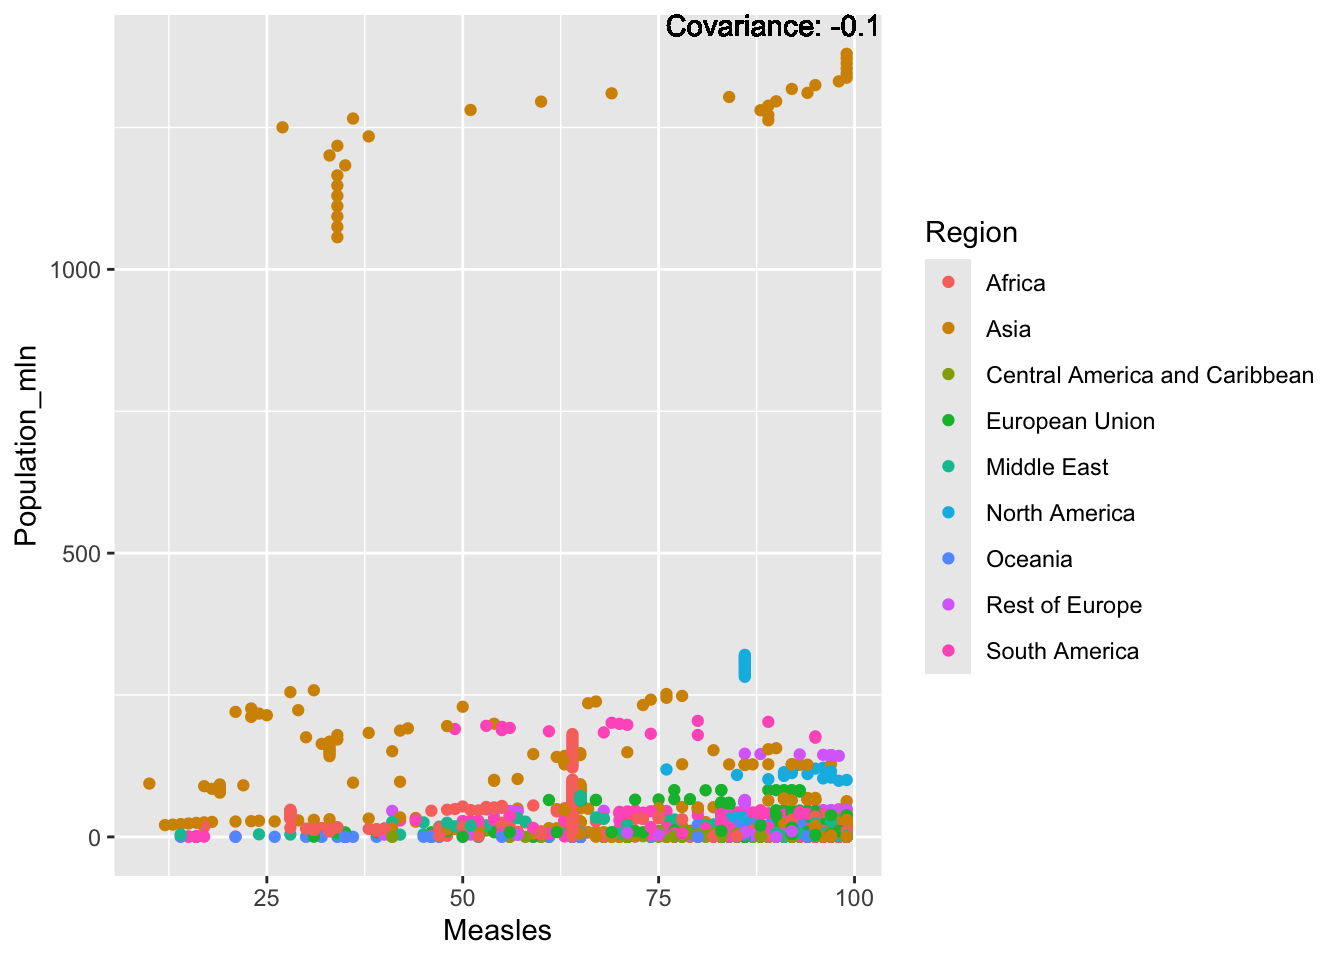 Covariance: -0.1
1000
500
0
Population_mln
25 50 75 100
Measles
Region
Africa
Asia
Central America and Caribbean
European Union
Middle East
North America
Oceania
Rest of Europe
South America